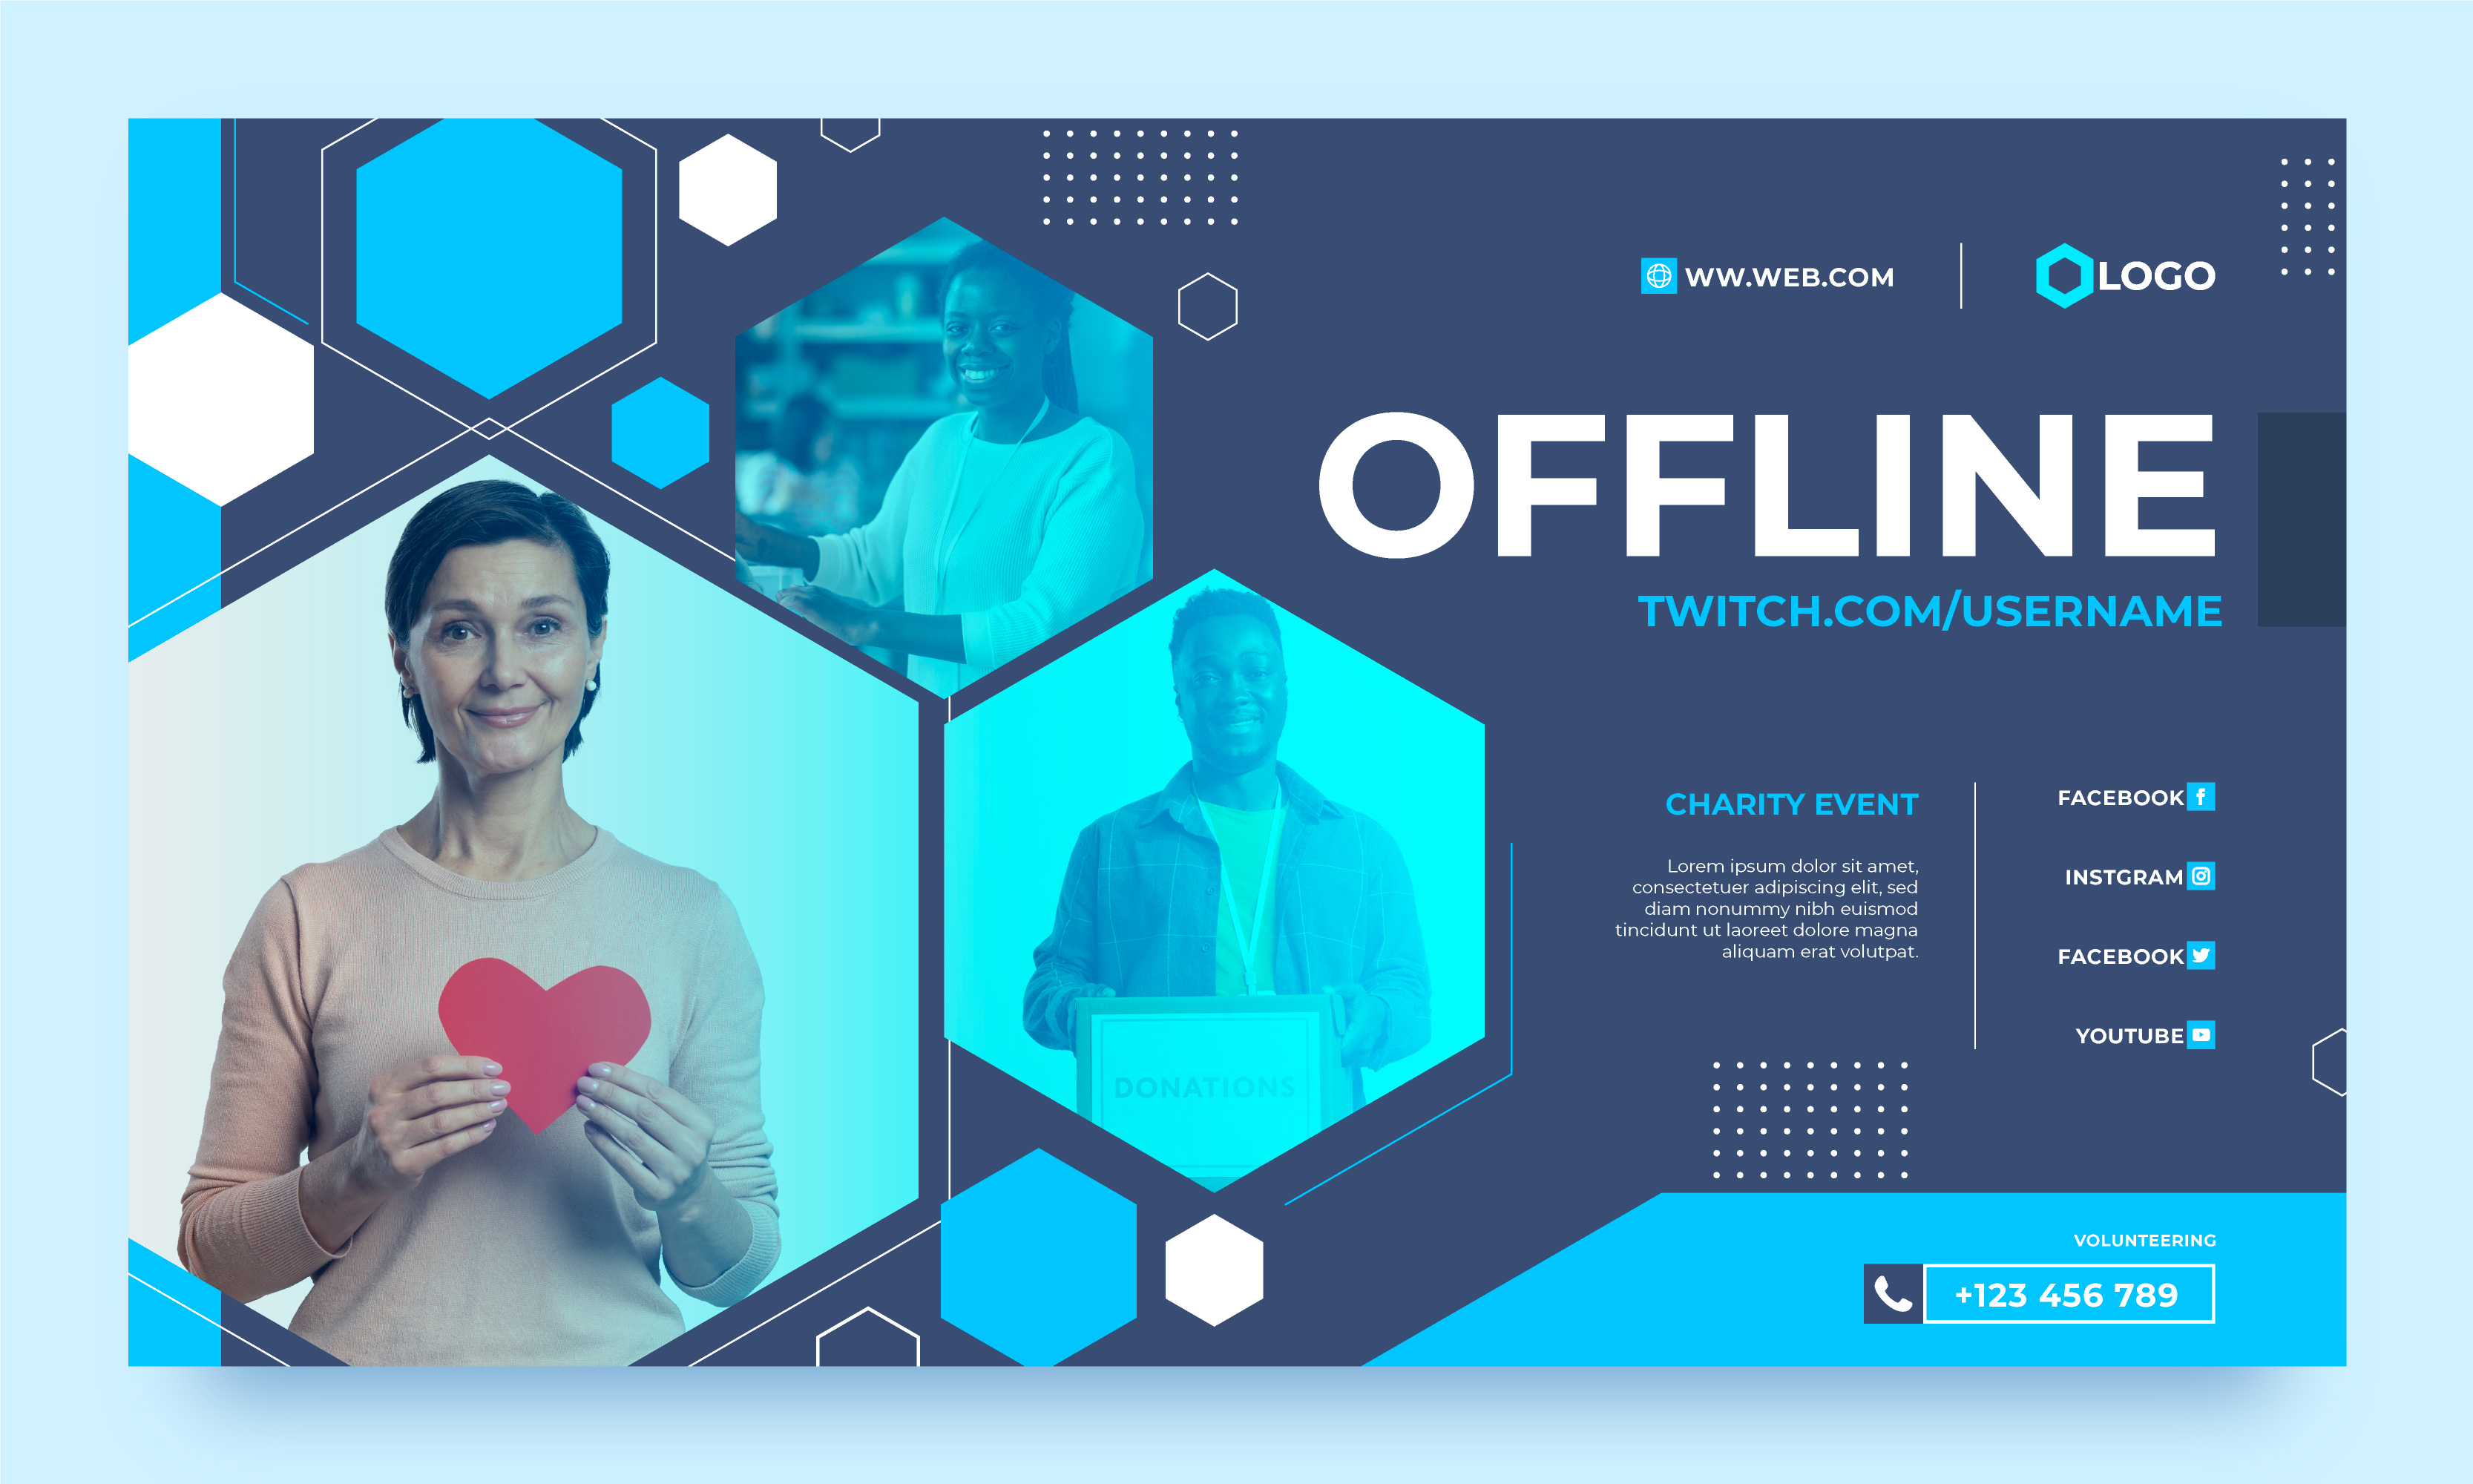 WW.WEB.COM
LOGO
OFFLINE
TWITCH.COM/USERNAME
CHARITY EVENT
Lorem ipsum dolor sit amet,
consectetuer adipiscing elit, sed
diam nonummy nibh euismod
tincidunt ut laoreet dolore magna
aliquam erat volutpat.
FACEBOOK
INSTGRAM
FACEBOOK
YOUTUBE
DONATIONS
VOLUNTEERING
+123 456 789